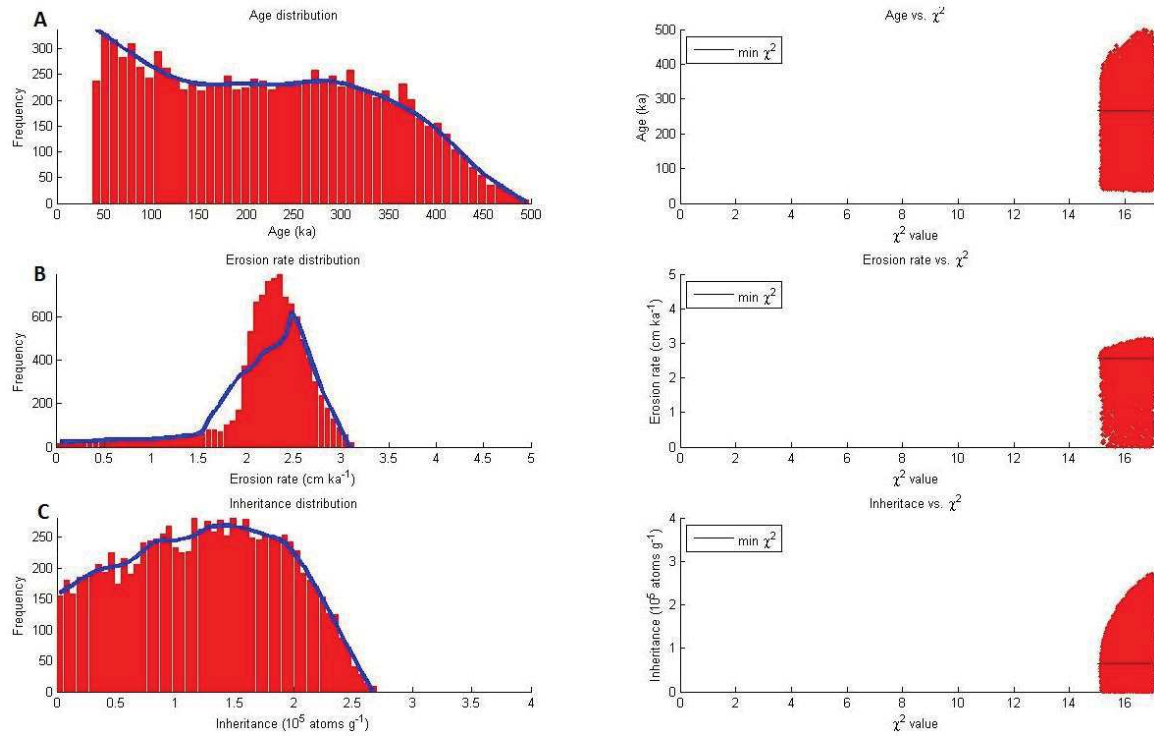 A
Age distribution
Frequency
300
250
200
150
100
50
0
0 50 100 150 200 250 300 350 400 450 500
Age (ka)
Age vs. χ²
min χ²
Age (ka)
500
400
300
200
100
0
0 2 4 6 8 10 12 14 16
χ² value
B
Erosion rate distribution
Frequency
600
400
200
0
0 0.5 1 1.5 2 2.5 3 3.5 4 4.5 5
Erosion rate (cm ka⁻¹)
Erosion rate vs. χ²
min χ²
Erosion rate (cm ka⁻¹)
5
4
3
2
1
0
0 2 4 6 8 10 12 14 16
χ² value
C
Inheritance distribution
Frequency
250
200
150
100
50
0
0 0.5 1 1.5 2 2.5 3 3.5 4
Inheritance (10⁵ atoms g⁻¹)
Inheritace vs. χ²
min χ²
Inheritance (10⁵ atoms g⁻¹)
4
3
2
1
0
0 2 4 6 8 10 12 14 16
χ² value